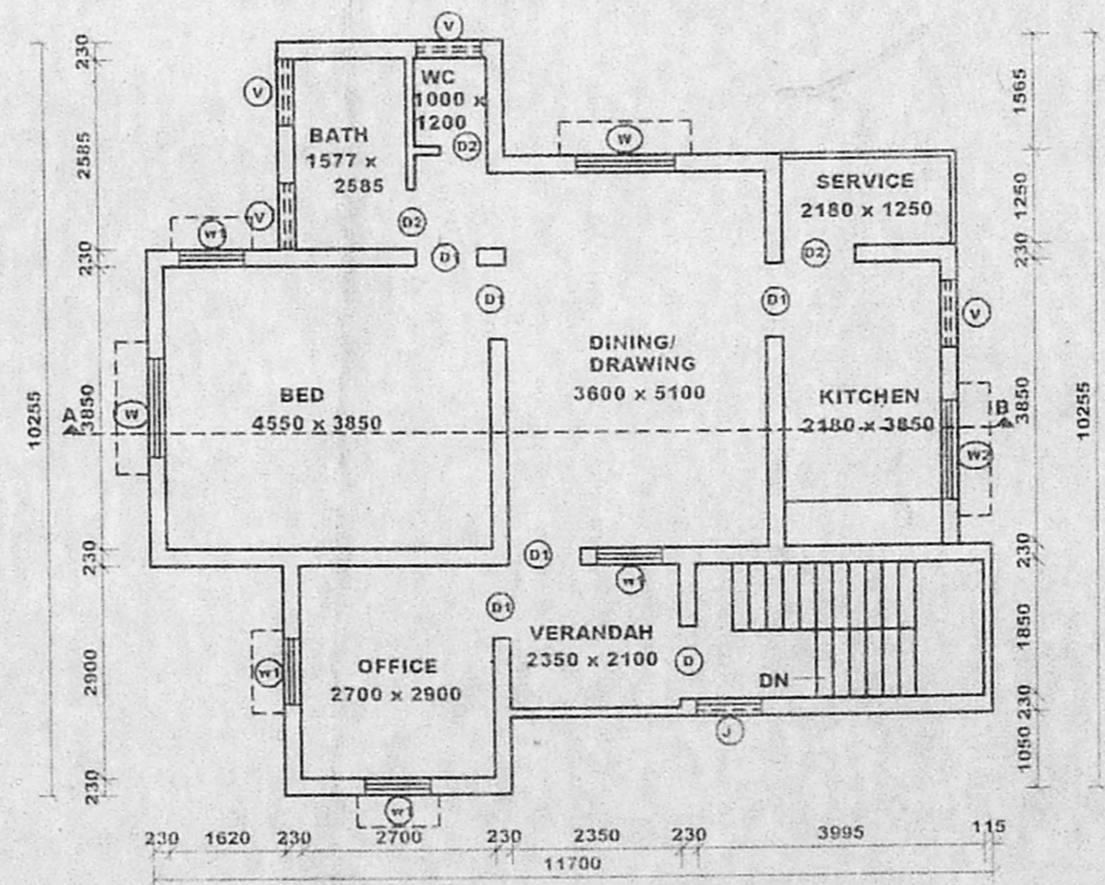 V
230
WC
1000 x
1200
V
BATH
1577 x
2585
D2
W
1565
2585
SERVICE
2180 x 1250
1250
V
W1
D2
D1
D2
230
230
D1
D1
V
DINING/
DRAWING
3600 x 5100
BED
4550 x 3850
KITCHEN
2180 x 3850
10255
3850
A
W
B
3850
10255
W2
230
D1
W1
230
D1
VERANDAH
2350 x 2100
D
1850
OFFICE
2700 x 2900
W1
2900
DN
J
230
1050
230
W1
230 1620 230 2700 230 2350 230 3995 115
11700